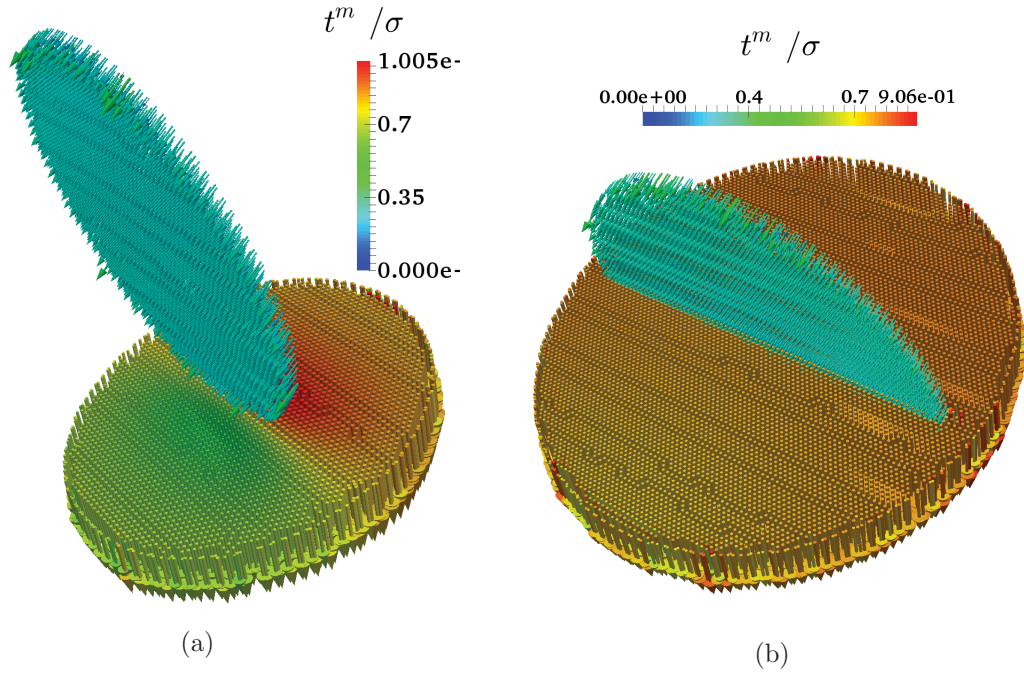 t^m /σ
1.005e-
0.7
0.35
0.000e-
(a)
t^m /σ
0.00e+00 0.4 0.7 9.06e-01
(b)